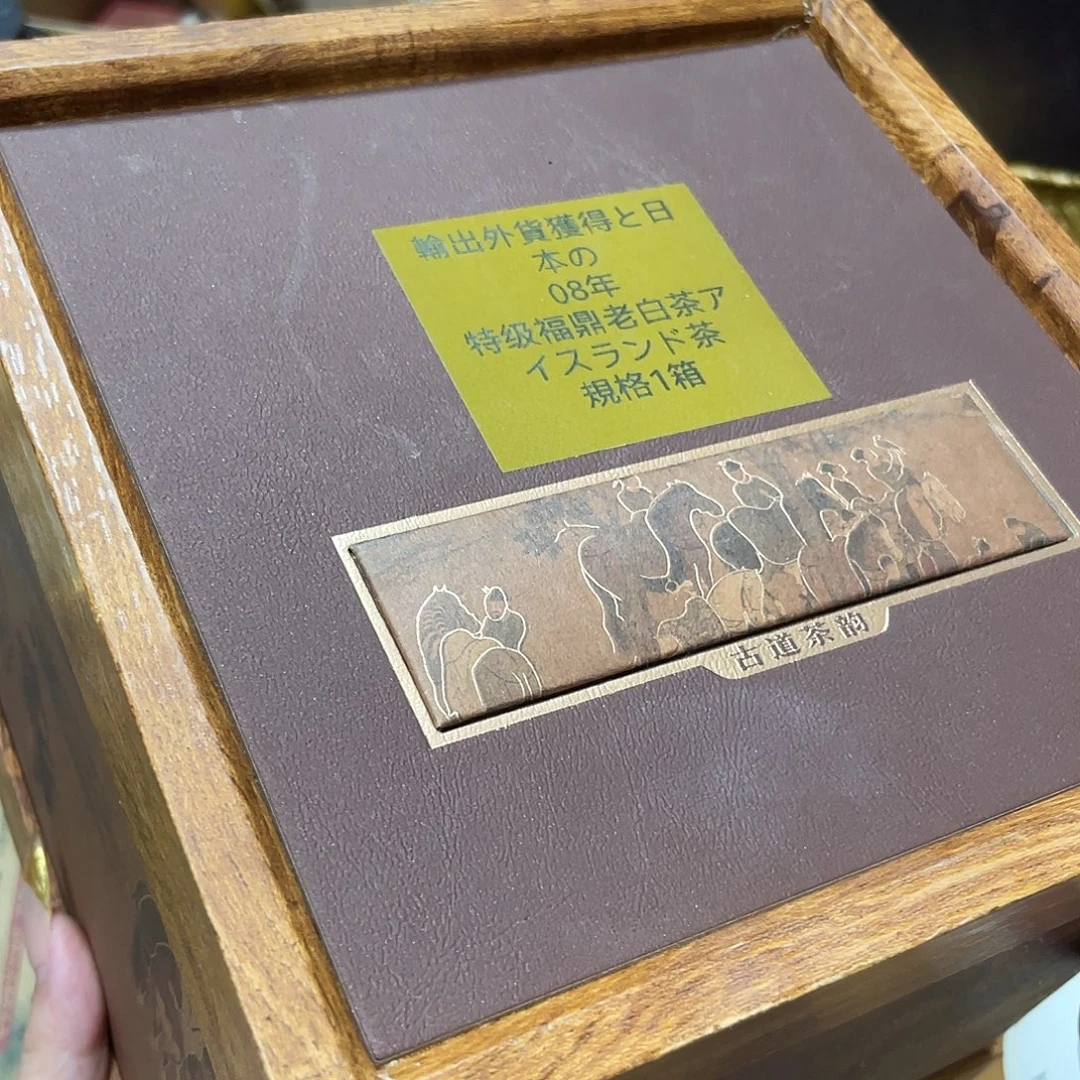 輸出外貨獲得と日
本の
08年
特级福鼎老白茶ア
イスランド茶
規格1箱
古道茶韵